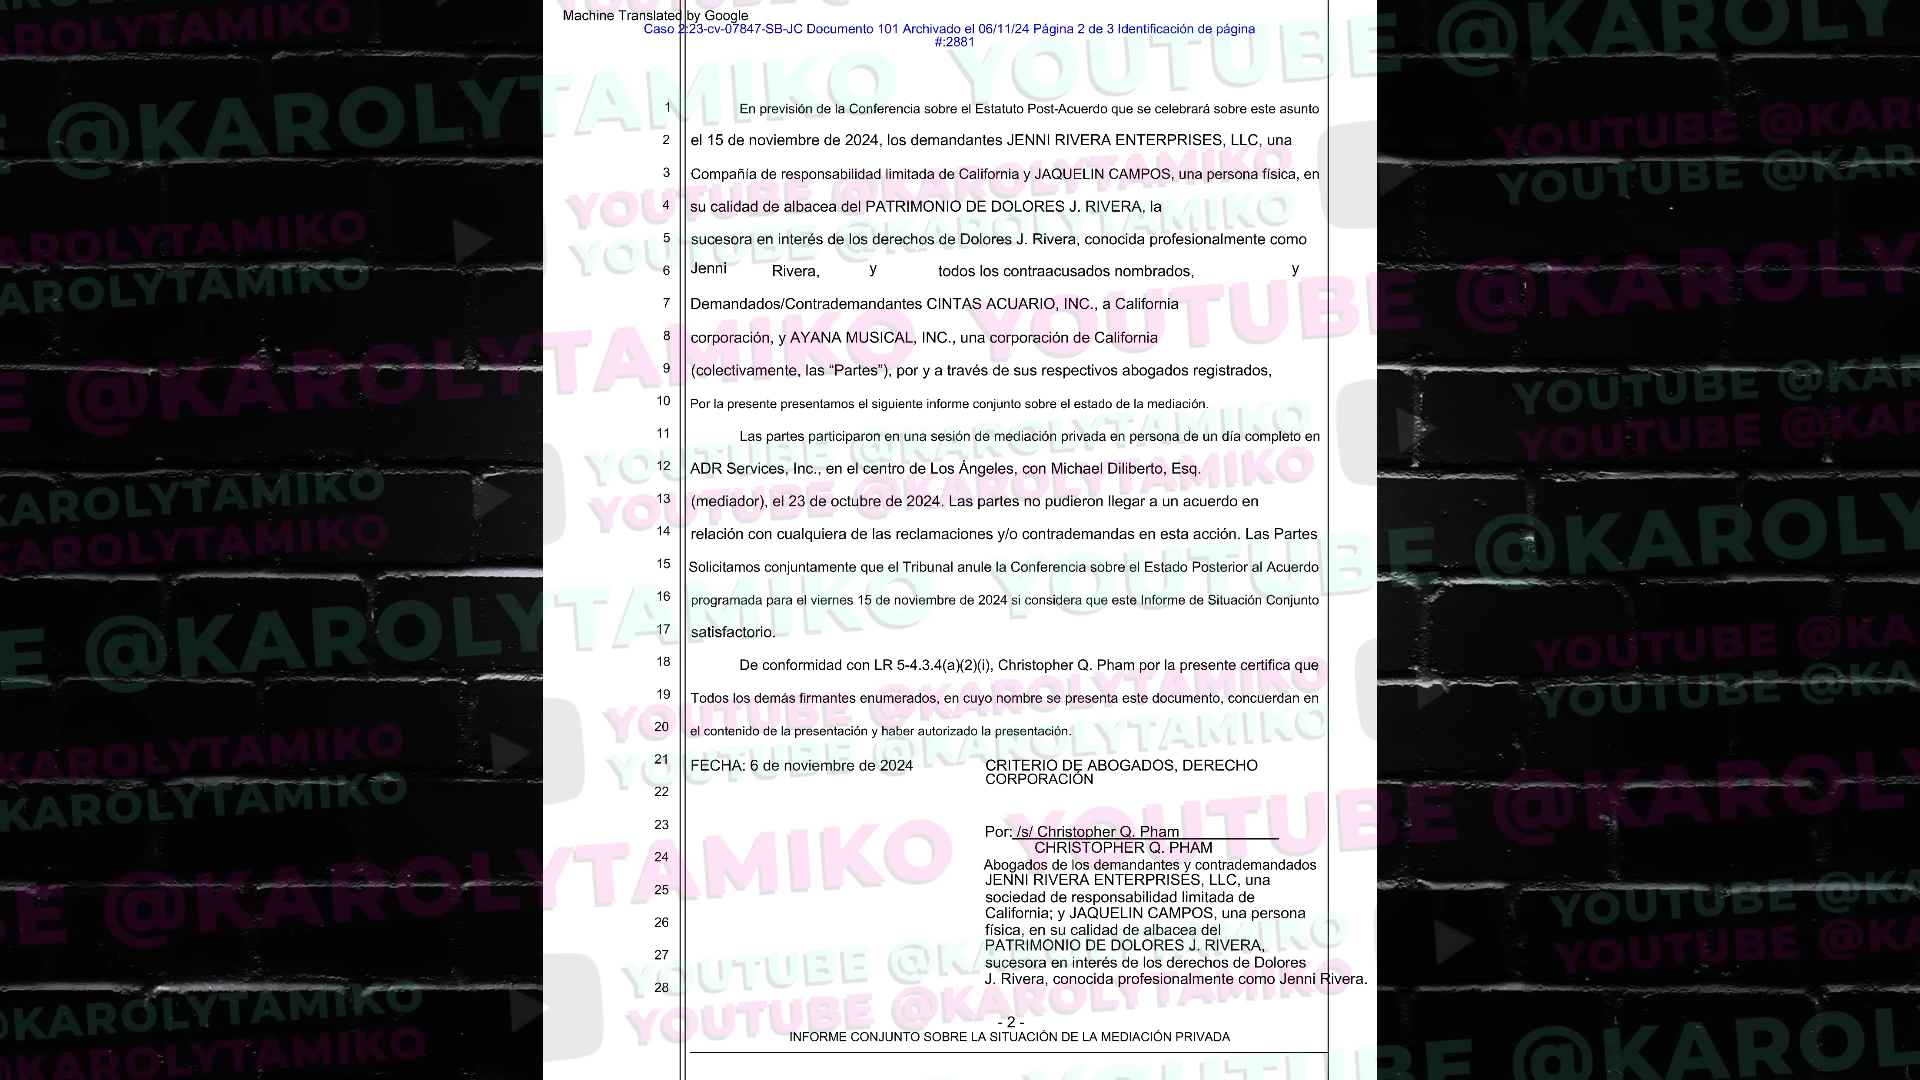 Machine Translated by Google
Caso 2:23-cv-07847-SB-JC Documento 101 Archivado el 06/11/24 Página 2 de 3 Identificación de página
#:2881
1 En previsión de la Conferencia sobre el Estatuto Post-Acuerdo que se celebrará sobre este asunto
2 el 15 de noviembre de 2024, los demandantes JENNI RIVERA ENTERPRISES, LLC, una
3 Compañía de responsabilidad limitada de California y JAQUELIN CAMPOS, una persona física, en
4 su calidad de albacea del PATRIMONIO DE DOLORES J. RIVERA, la
5 sucesora en interés de los derechos de Dolores J. Rivera, conocida profesionalmente como
6 Jenni Rivera, y todos los contraacusados nombrados, y
7 Demandados/Contrademandantes CINTAS ACUARIO, INC., a California
8 corporación, y AYANA MUSICAL, INC., una corporación de California
9 (colectivamente, las “Partes”), por y a través de sus respectivos abogados registrados,
10 Por la presente presentamos el siguiente informe conjunto sobre el estado de la mediación.
11 Las partes participaron en una sesión de mediación privada en persona de un día completo en
12 ADR Services, Inc., en el centro de Los Ángeles, con Michael Diliberto, Esq.
13 (mediador), el 23 de octubre de 2024. Las partes no pudieron llegar a un acuerdo en
14 relación con cualquiera de las reclamaciones y/o contrademandas en esta acción. Las Partes
15 Solicitamos conjuntamente que el Tribunal anule la Conferencia sobre el Estado Posterior al Acuerdo
16 programada para el viernes 15 de noviembre de 2024 si considera que este Informe de Situación Conjunto
17 satisfactorio.
18 De conformidad con LR 5-4.3.4(a)(2)(i), Christopher Q. Pham por la presente certifica que
19 Todos los demás firmantes enumerados, en cuyo nombre se presenta este documento, concuerdan en
20 el contenido de la presentación y haber autorizado la presentación.
21 FECHA: 6 de noviembre de 2024 CRITERIO DE ABOGADOS, DERECHO
CORPORACIÓN
22
23 Por: /s/ Christopher Q. Pham
24 CHRISTOPHER Q. PHAM
Abogados de los demandantes y contrademandados
25 JENNI RIVERA ENTERPRISES, LLC, una
sociedad de responsabilidad limitada de
26 California; y JAQUELIN CAMPOS, una persona
física, en su calidad de albacea del
27 PATRIMONIO DE DOLORES J. RIVERA,
sucesora en interés de los derechos de Dolores
28 J. Rivera, conocida profesionalmente como Jenni Rivera.
- 2 -
INFORME CONJUNTO SOBRE LA SITUACIÓN DE LA MEDIACIÓN PRIVADA
YOUTUBE @KAROLYTAMIKO